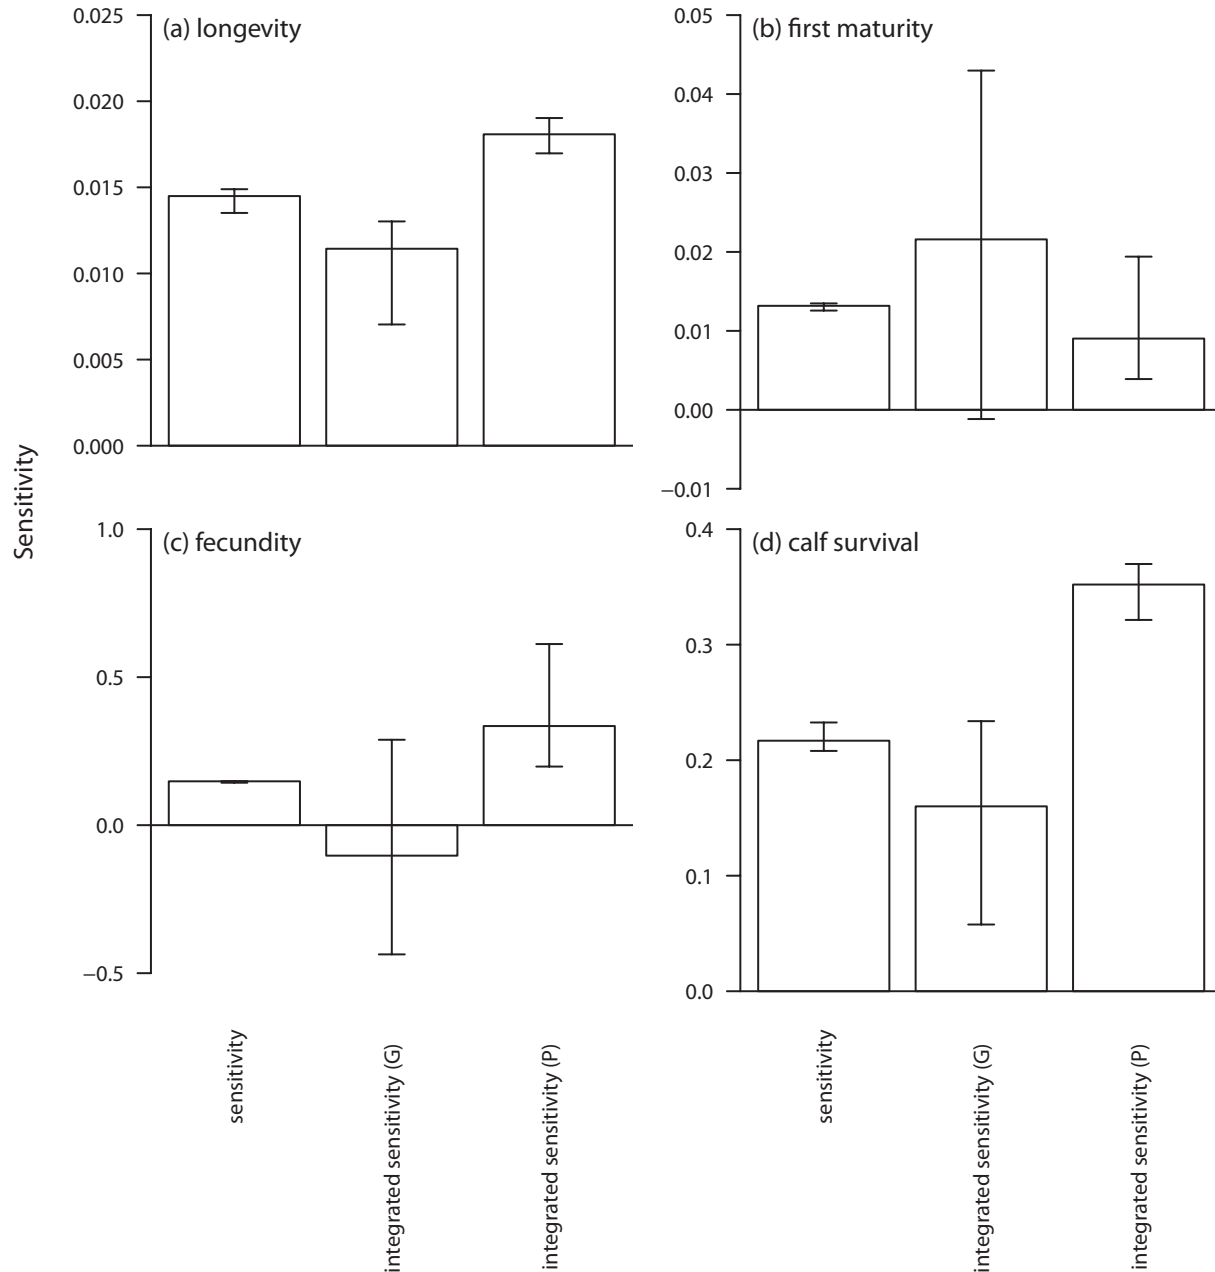 Sensitivity
(a) longevity
0.025
0.020
0.015
0.010
0.005
0.000
(b) first maturity
0.05
0.04
0.03
0.02
0.01
0.00
−0.01
(c) fecundity
1.0
0.5
0.0
−0.5
sensitivity
integrated sensitivity (G)
integrated sensitivity (P)
(d) calf survival
0.4
0.3
0.2
0.1
0.0
sensitivity
integrated sensitivity (G)
integrated sensitivity (P)